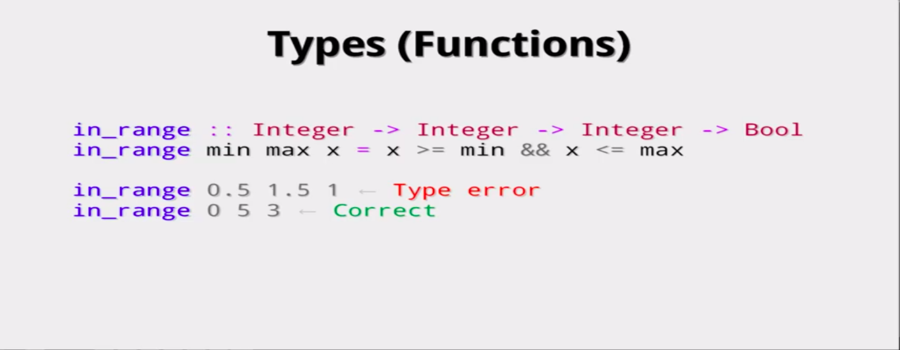 Types (Functions)
in_range :: Integer -> Integer -> Integer -> Bool
in_range min max x = x >= min && x <= max
in_range 0.5 1.5 1 ← Type error
in_range 0 5 3 ← Correct